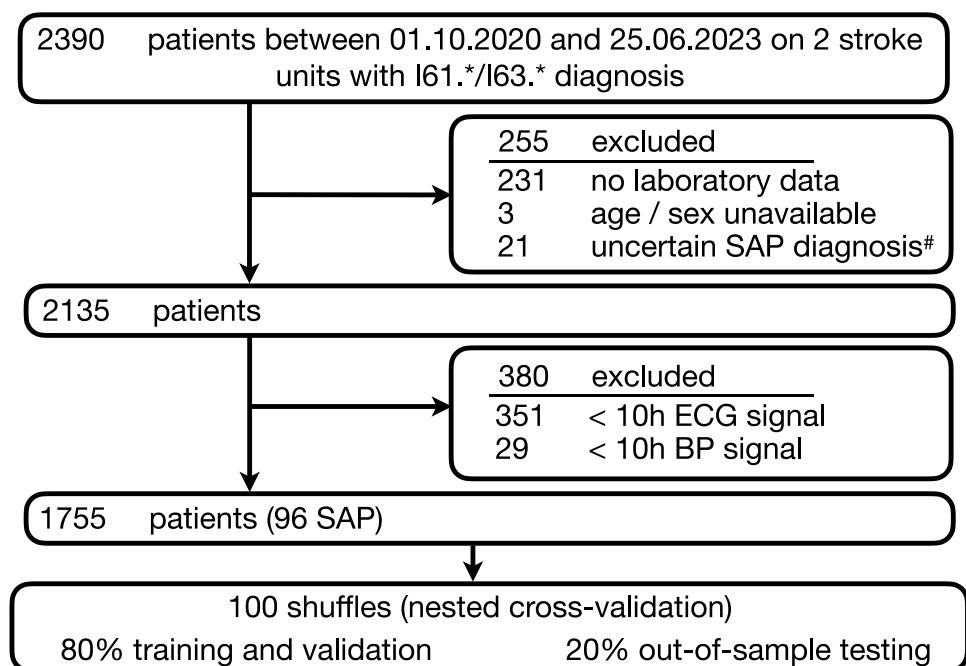 2390 patients between 01.10.2020 and 25.06.2023 on 2 stroke
units with I61.*/I63.* diagnosis
255 excluded
231 no laboratory data
3 age / sex unavailable
21 uncertain SAP diagnosis#
2135 patients
380 excluded
351 < 10h ECG signal
29 < 10h BP signal
1755 patients (96 SAP)
100 shuffles (nested cross-validation)
80% training and validation 20% out-of-sample testing